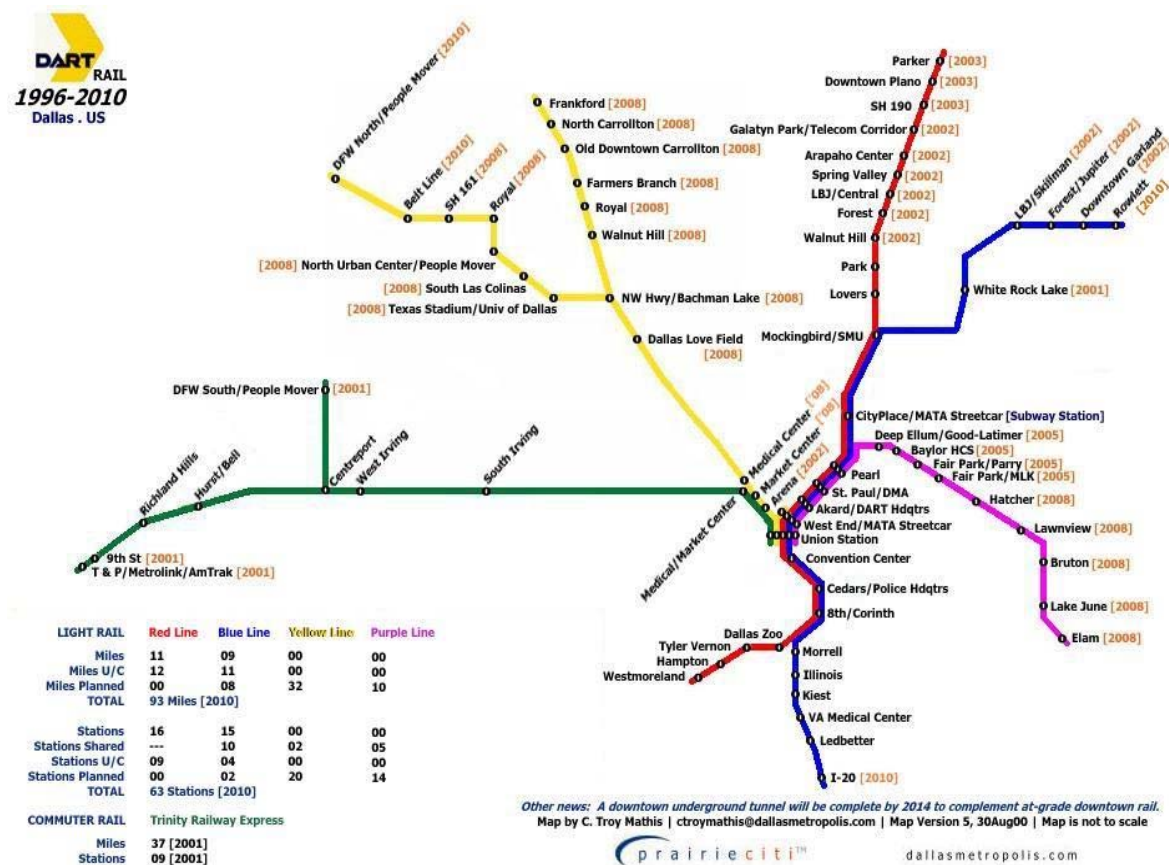 DART RAIL
1996-2010
Dallas . US
DFW North/People Mover [2010]
Belt Line [2010]
SH 161 [2008]
Royal [2008]
[2008] North Urban Center/People Mover
[2008] South Las Colinas
[2008] Texas Stadium/Univ of Dallas
Frankford [2008]
North Carrollton [2008]
Old Downtown Carrollton [2008]
Farmers Branch [2008]
Royal [2008]
Walnut Hill [2008]
NW Hwy/Bachman Lake [2008]
Dallas Love Field
[2008]
Medical Center ['08]
Market Center ['08]
Arena [2002]
Parker [2003]
Downtown Plano [2003]
SH 190 [2003]
Galatyn Park/Telecom Corridor [2002]
Arapaho Center [2002]
Spring Valley [2002]
LBJ/Central [2002]
Forest [2002]
Walnut Hill [2002]
Park
Lovers
Mockingbird/SMU
LBJ/Skillman [2002]
Forest/Jupiter [2002]
Downtown Garland [2002]
Rowlett [2010]
White Rock Lake [2001]
CityPlace/MATA Streetcar [Subway Station]
Deep Ellum/Good-Latimer [2005]
Baylor HCS [2005]
Fair Park/Parry [2005]
Fair Park/MLK [2005]
Hatcher [2008]
Lawnview [2008]
Bruton [2008]
Lake June [2008]
Elam [2008]
Pearl
St. Paul/DMA
Akard/DART Hdqtrs
West End/MATA Streetcar
Union Station
Convention Center
Cedars/Police Hdqtrs
8th/Corinth
Dallas Zoo
Tyler Vernon
Hampton
Westmoreland
Morrell
Illinois
Kiest
VA Medical Center
Ledbetter
I-20 [2010]
DFW South/People Mover [2001]
Richland Hills
Hurst/Bell
Centreport
West Irving
South Irving
Medical/Market Center
9th St [2001]
T & P/Metrolink/AmTrak [2001]
LIGHT RAIL Red Line Blue Line Yellow Line Purple Line
Miles 11 09 00 00
Miles U/C 12 11 00 00
Miles Planned 00 08 32 10
TOTAL 93 Miles [2010]
Stations 16 15 00 00
Stations Shared --- 10 02 05
Stations U/C 09 04 00 00
Stations Planned 00 02 20 14
TOTAL 63 Stations [2010]
COMMUTER RAIL Trinity Railway Express
Miles 37 [2001]
Stations 09 [2001]
Other news: A downtown underground tunnel will be complete by 2014 to complement at-grade downtown rail.
Map by C. Troy Mathis | ctroymathis@dallasmetropolis.com | Map Version 5, 30Aug00 | Map is not to scale
prairieciti™
dallasmetropolis.com